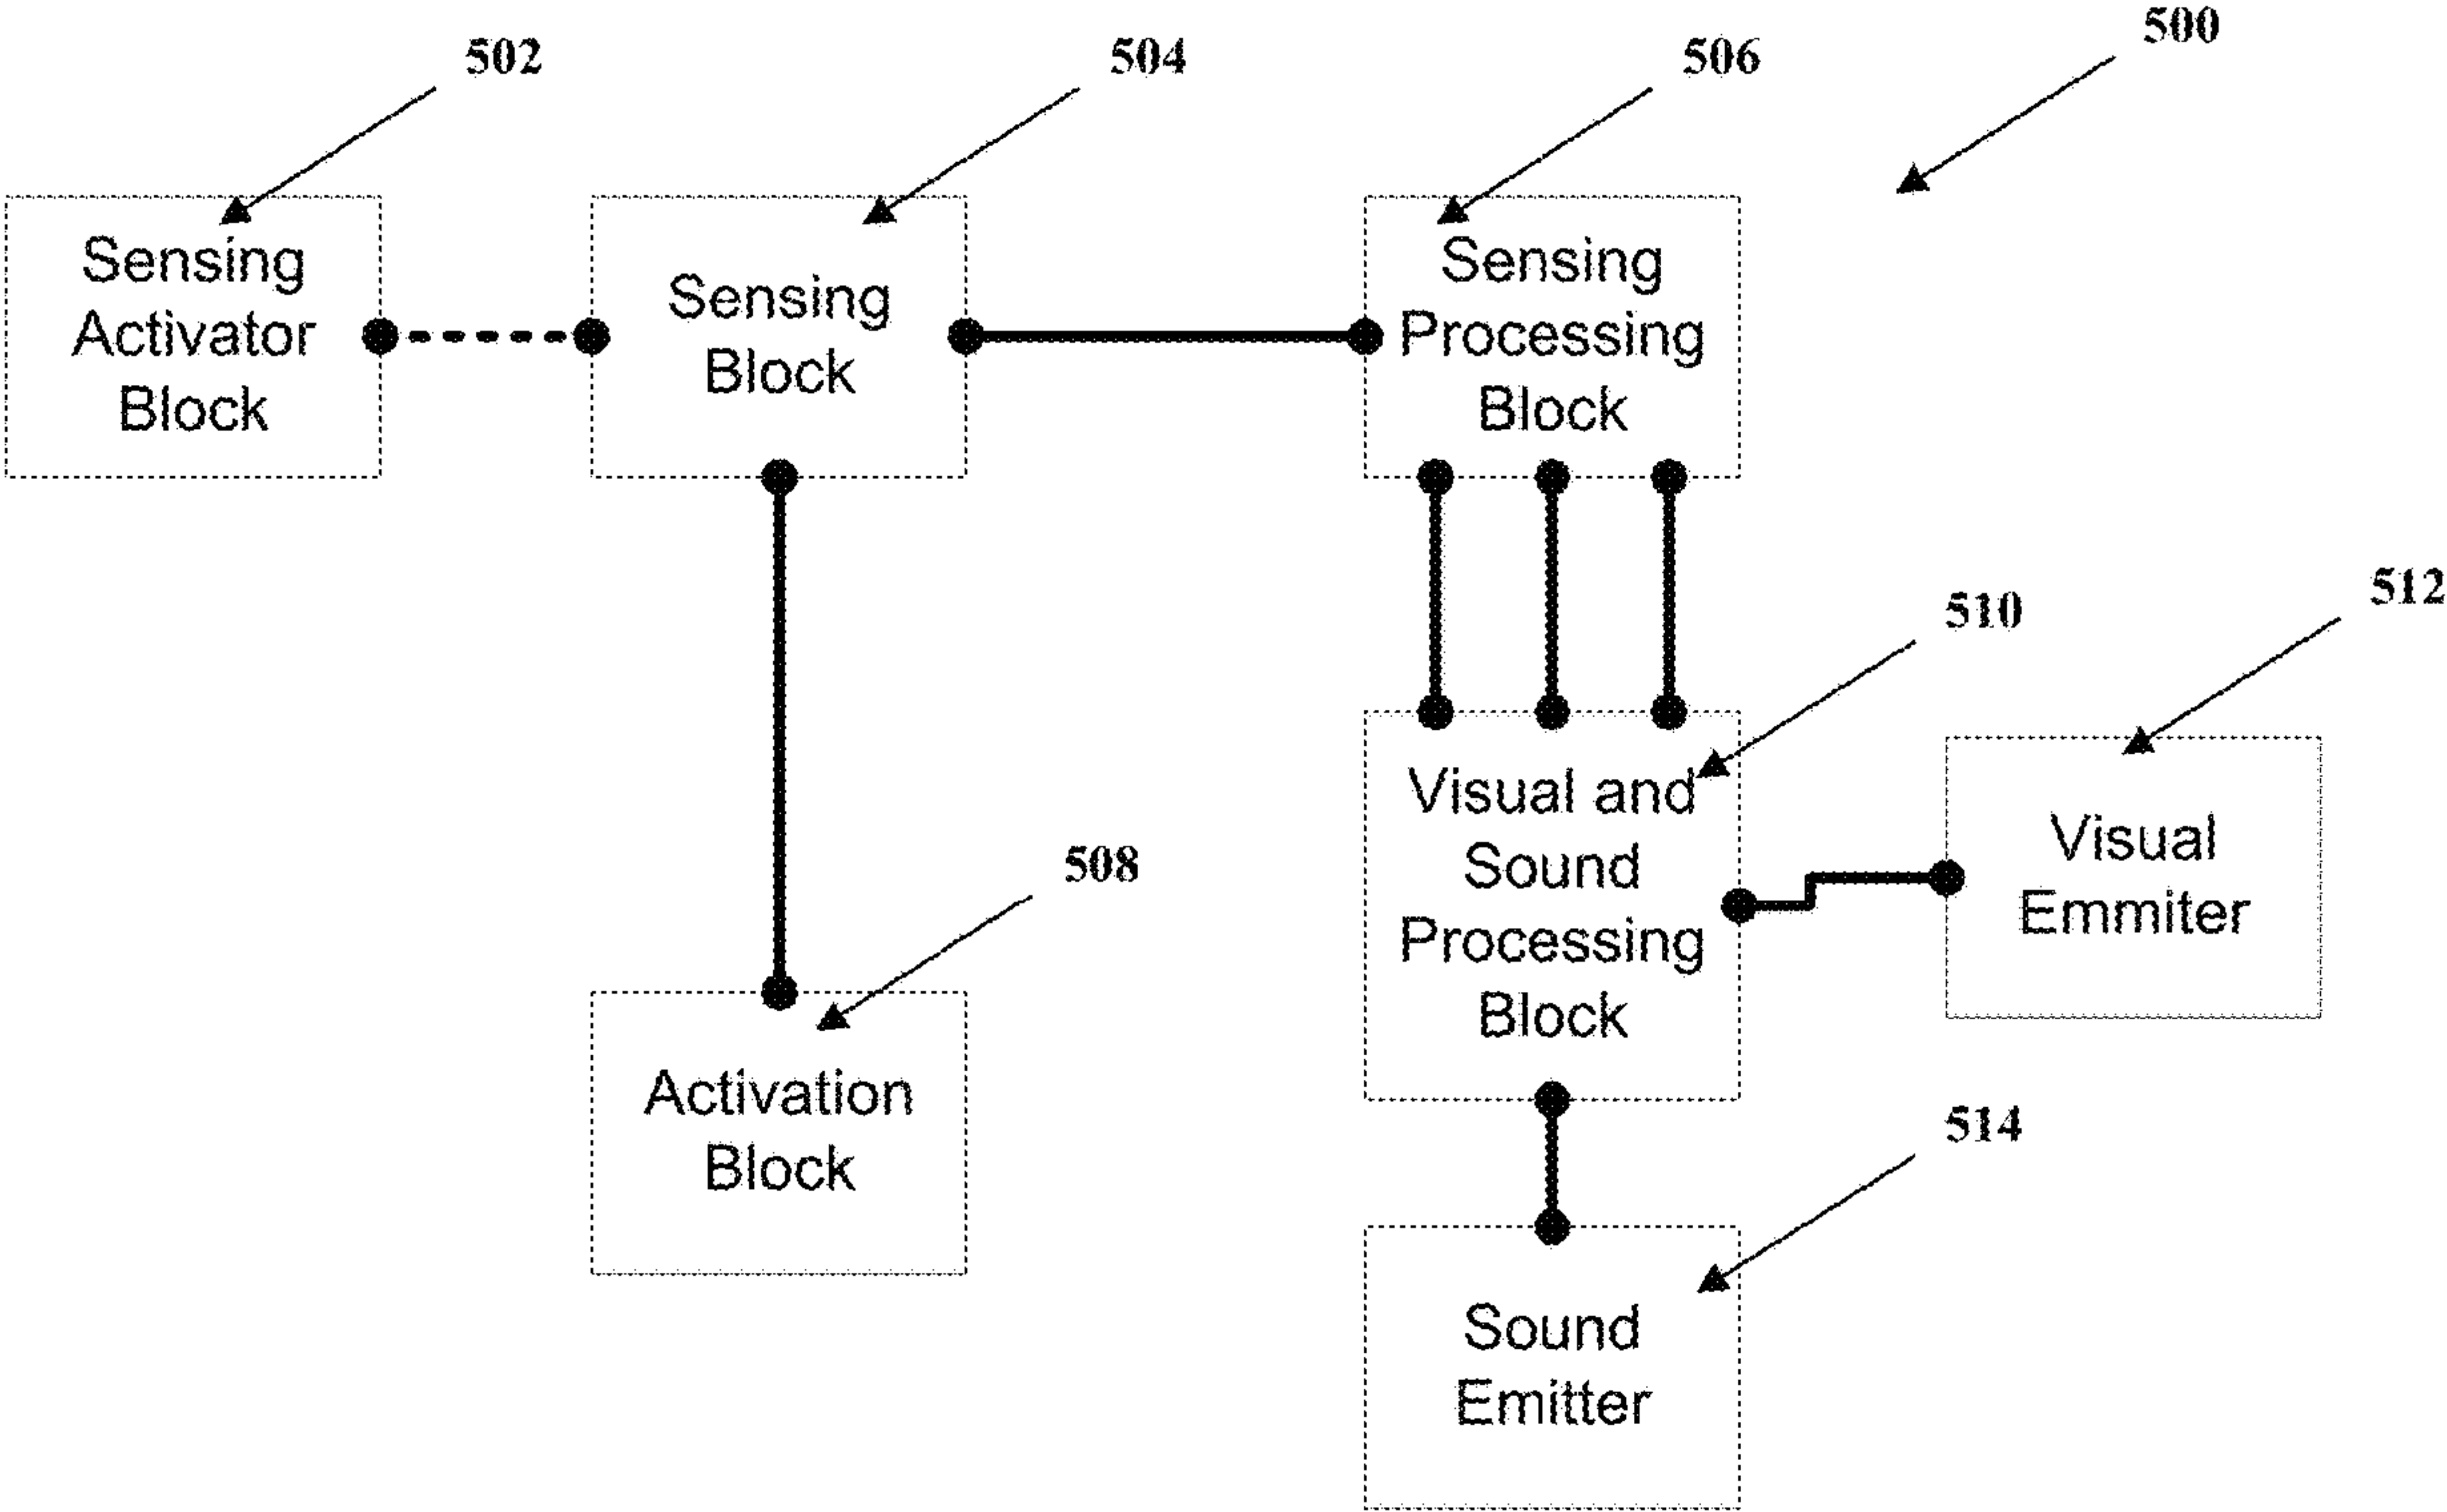 500
502
504
506
Sensing
Activator
Block
Sensing
Block
Sensing
Processing
Block
510
512
Visual and
Sound
Processing
Block
Visual
Emmiter
508
Activation
Block
514
Sound
Emitter